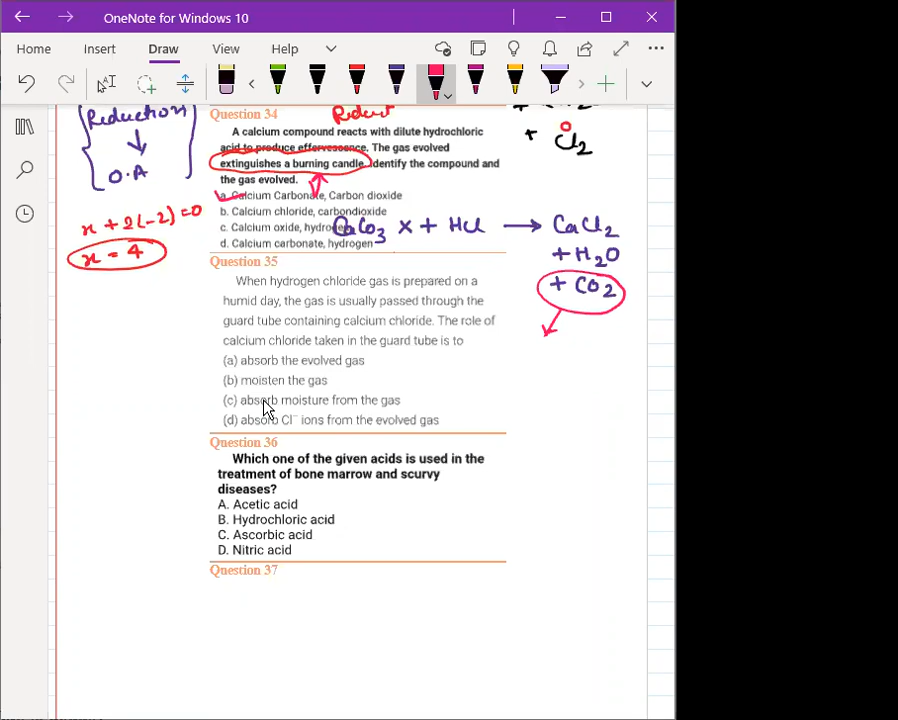 OneNote for Windows 10
Home Insert Draw View Help
Reduction
O.A
x + 2(-2) = 0
x = 4
Question 34
A calcium compound reacts with dilute hydrochloric
acid to produce effervescence. The gas evolved
extinguishes a burning candle. Identify the compound and
the gas evolved.
a. Calcium Carbonate, Carbon dioxide
b. Calcium chloride, carbondioxide
c. Calcium oxide, hydrogen
d. Calcium carbonate, hydrogen
+ Cl2
0
CaCo3 x + HCl → CaCl2
+ H2O
+ CO2
Question 35
When hydrogen chloride gas is prepared on a
humid day, the gas is usually passed through the
guard tube containing calcium chloride. The role of
calcium chloride taken in the guard tube is to
(a) absorb the evolved gas
(b) moisten the gas
(c) absorb moisture from the gas
(d) absorb Cl⁻ ions from the evolved gas
Question 36
Which one of the given acids is used in the
treatment of bone marrow and scurvy
diseases?
A. Acetic acid
B. Hydrochloric acid
C. Ascorbic acid
D. Nitric acid
Question 37